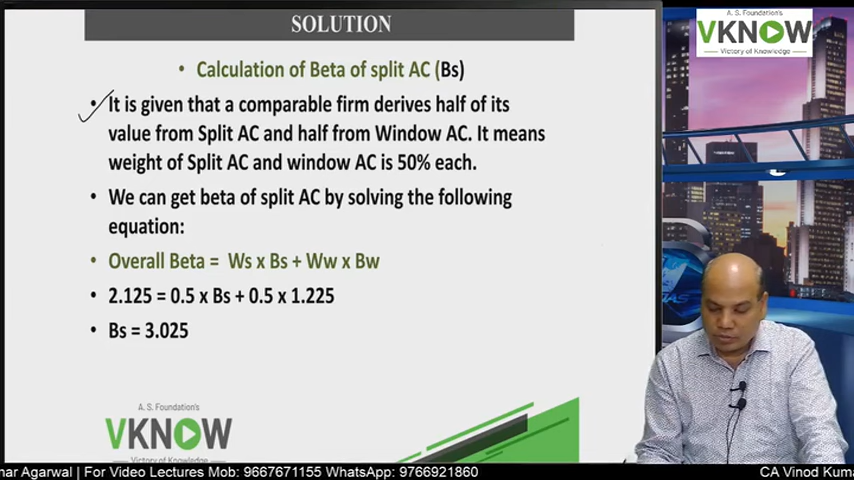 SOLUTION
A. S. Foundation's
VKNOW
Victory of Knowledge
• Calculation of Beta of split AC (Bs)
• It is given that a comparable firm derives half of its
value from Split AC and half from Window AC. It means
weight of Split AC and window AC is 50% each.
• We can get beta of split AC by solving the following
equation:
• Overall Beta = Ws x Bs + Ww x Bw
• 2.125 = 0.5 x Bs + 0.5 x 1.225
• Bs = 3.025
A. S. Foundation's
VKNOW
Victory of Knowledge
nar Agarwal | For Video Lectures Mob: 9667671155 WhatsApp: 9766921860
CA Vinod Kuma